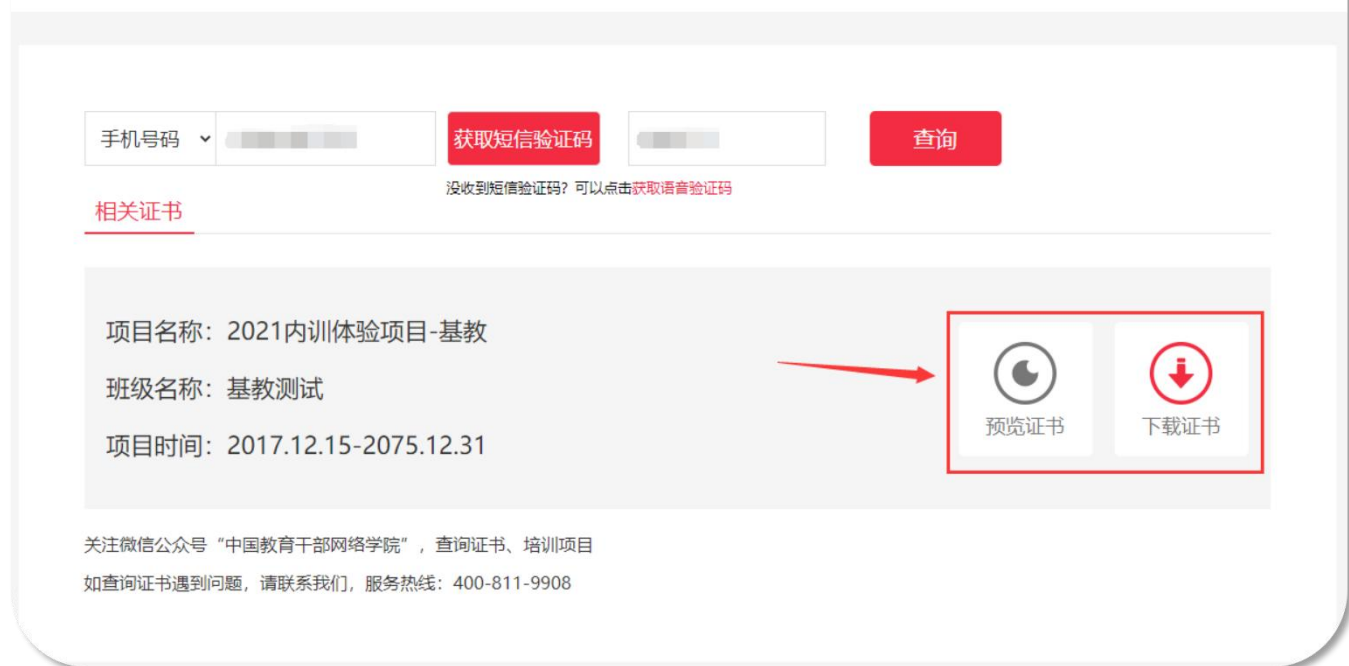 手机号码 获取短信验证码 查询
没收到短信验证码？可以点击获取语音验证码
相关证书
项目名称：2021内训体验项目-基教
班级名称：基教测试
项目时间：2017.12.15-2075.12.31
预览证书 下载证书
关注微信公众号“中国教育干部网络学院”，查询证书、培训项目
如查询证书遇到问题，请联系我们，服务热线：400-811-9908